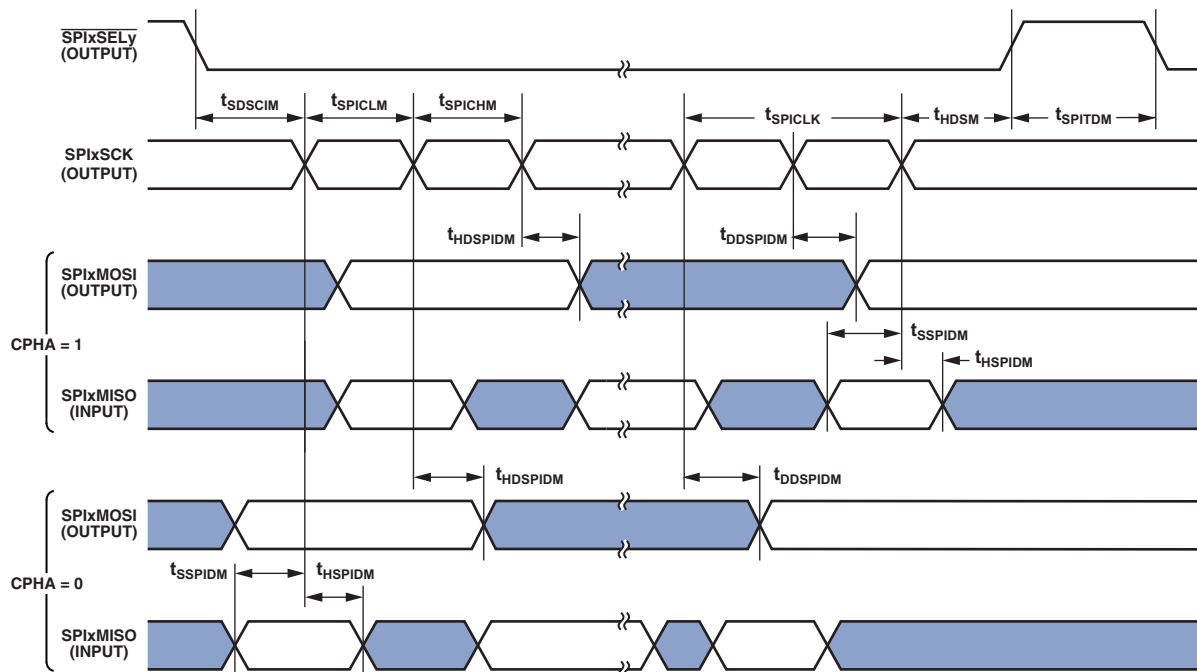 SPIxSELy
(OUTPUT)
tSDSCIM
tSPICLM
tSPICHM
tSPICLK
tHDSM
tSPITDM
SPIxSCK
(OUTPUT)
tHDSPIDM
tDDSPIDM
SPIxMOSI
(OUTPUT)
tSSPIDM
CPHA = 1
tHSPIDM
SPIxMISO
(INPUT)
tHDSPIDM
tDDSPIDM
SPIxMOSI
(OUTPUT)
tSSPIDM
tHSPIDM
CPHA = 0
SPIxMISO
(INPUT)